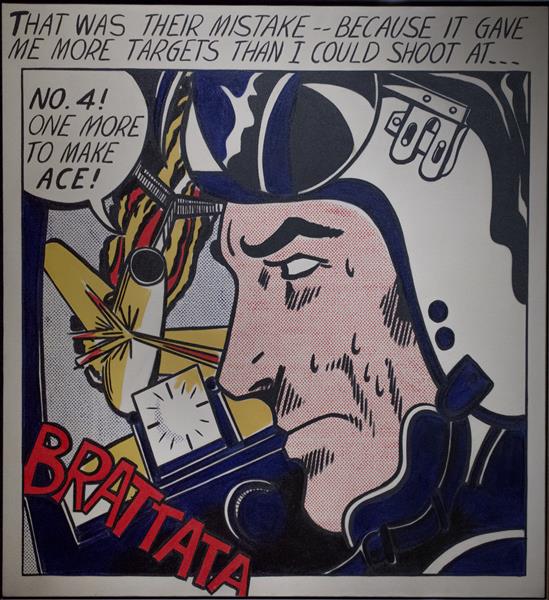 THAT WAS THEIR MISTAKE -- BECAUSE IT GAVE
ME MORE TARGETS THAN I COULD SHOOT AT...
NO. 4!
ONE MORE
TO MAKE
ACE!
BRATTATA